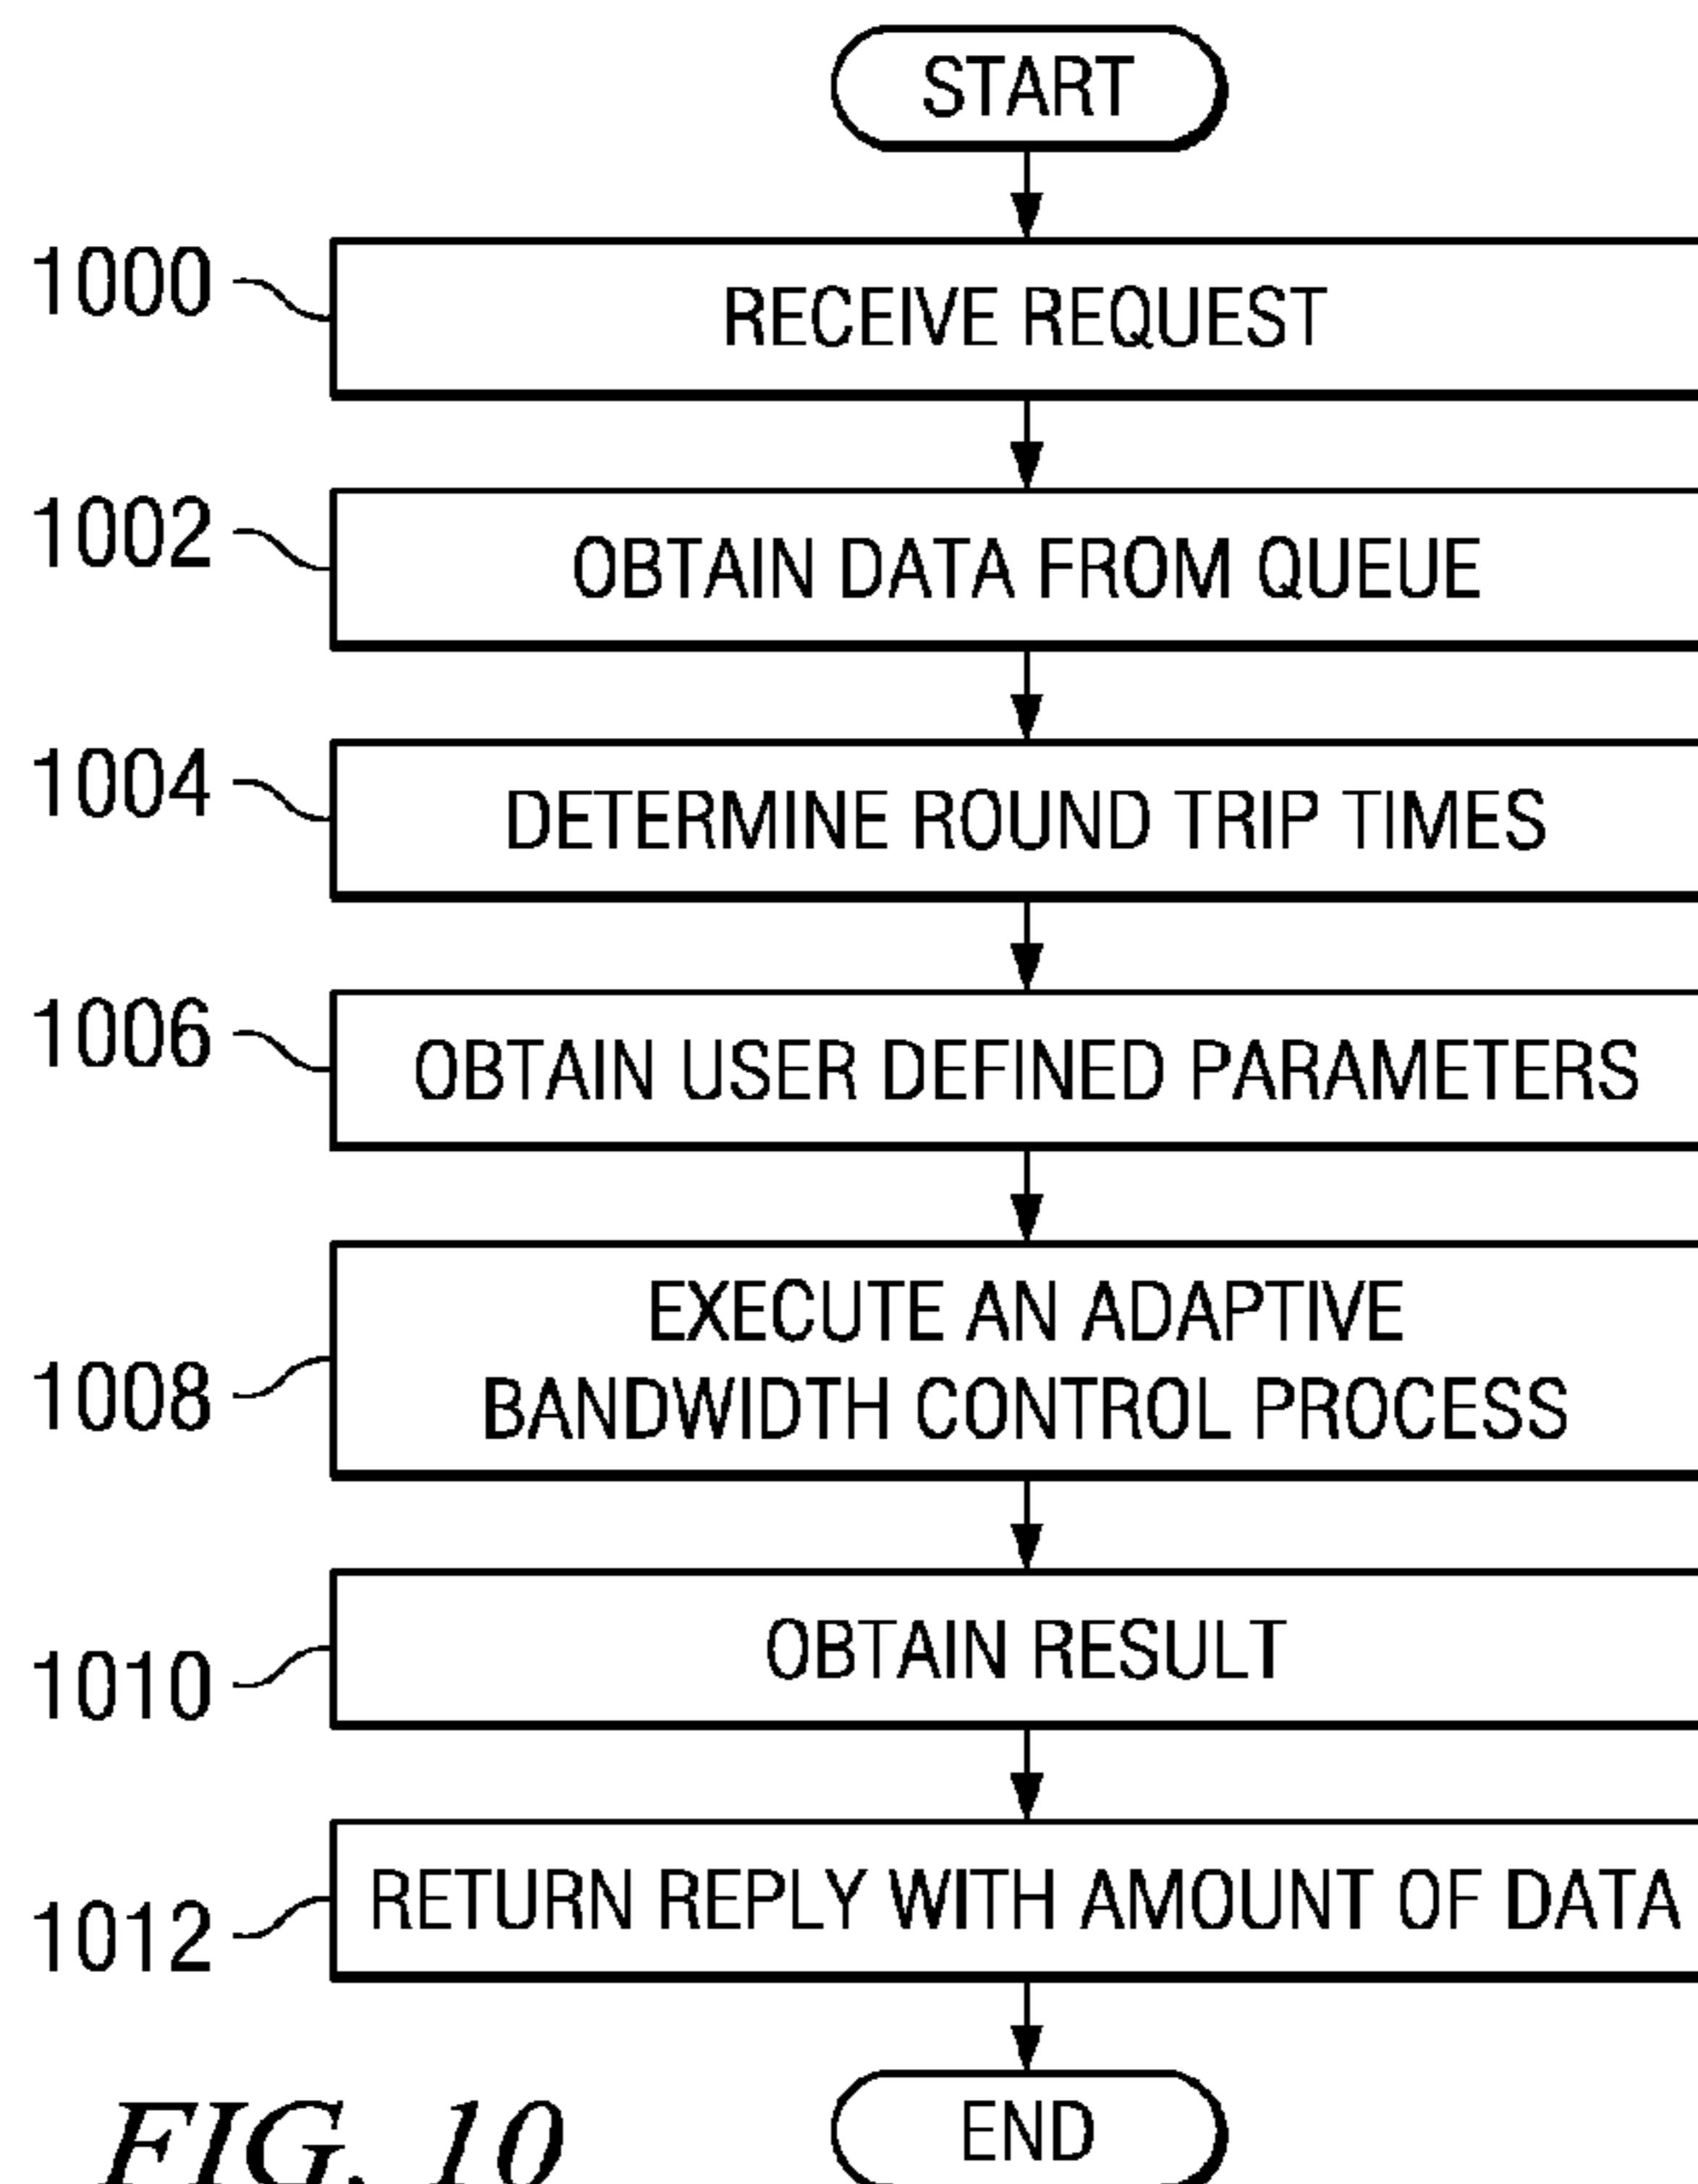 START
1000
RECEIVE REQUEST
1002
OBTAIN DATA FROM QUEUE
1004
DETERMINE ROUND TRIP TIMES
1006
OBTAIN USER DEFINED PARAMETERS
EXECUTE AN ADAPTIVE
1008
BANDWIDTH CONTROL PROCESS
1010
OBTAIN RESULT
1012
RETURN REPLY WITH AMOUNT OF DATA
END
FIG. 10